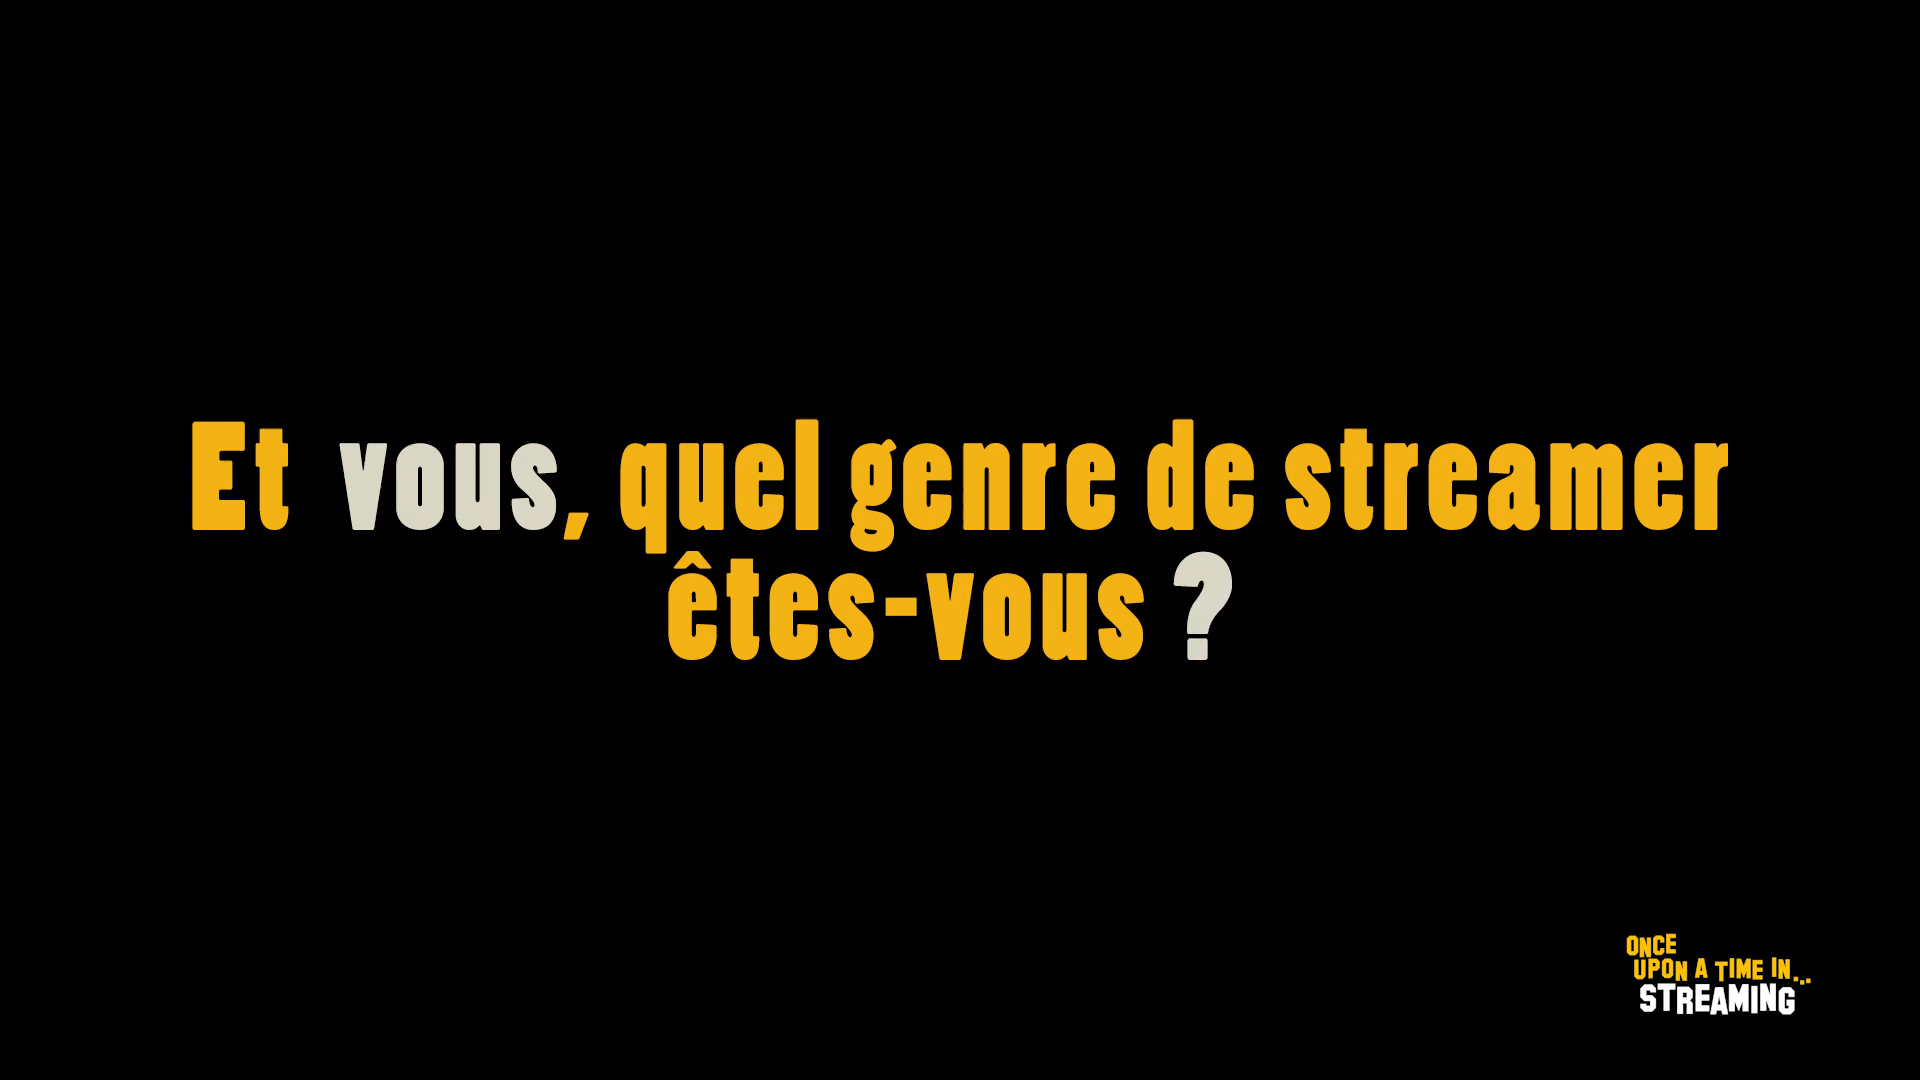 Et vous, quel genre de streamer
êtes-vous ?
ONCE
UPON A TIME IN...
STREAMING